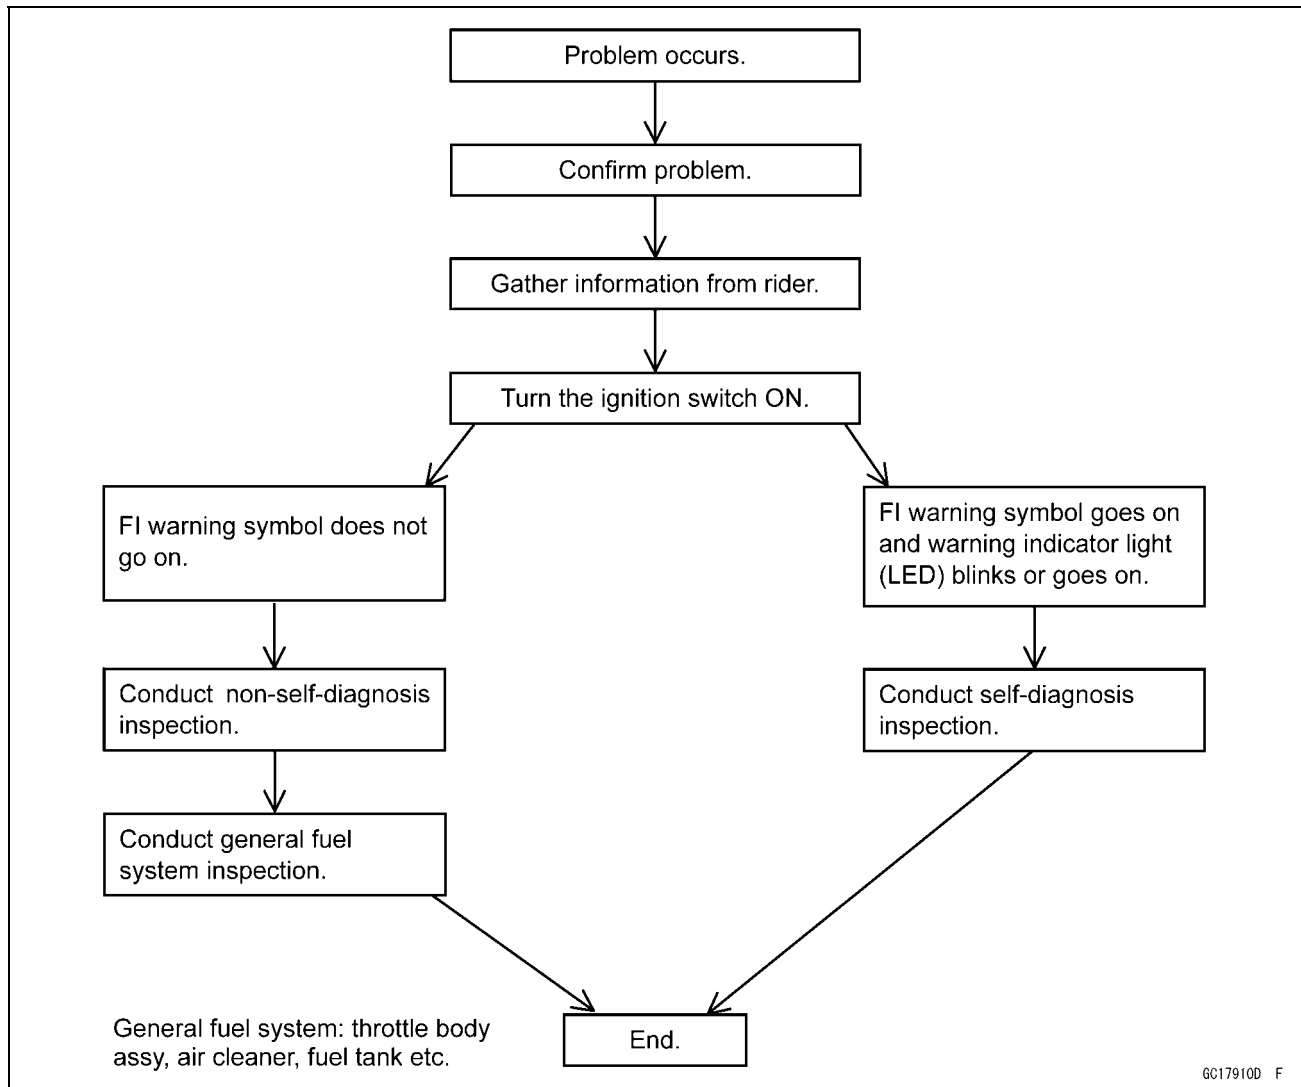 Problem occurs.
Confirm problem.
Gather information from rider.
Turn the ignition switch ON.
FI warning symbol does not
go on.
FI warning symbol goes on
and warning indicator light
(LED) blinks or goes on.
Conduct non-self-diagnosis
inspection.
Conduct self-diagnosis
inspection.
Conduct general fuel
system inspection.
General fuel system: throttle body
assy, air cleaner, fuel tank etc.
End.
GC17910D F